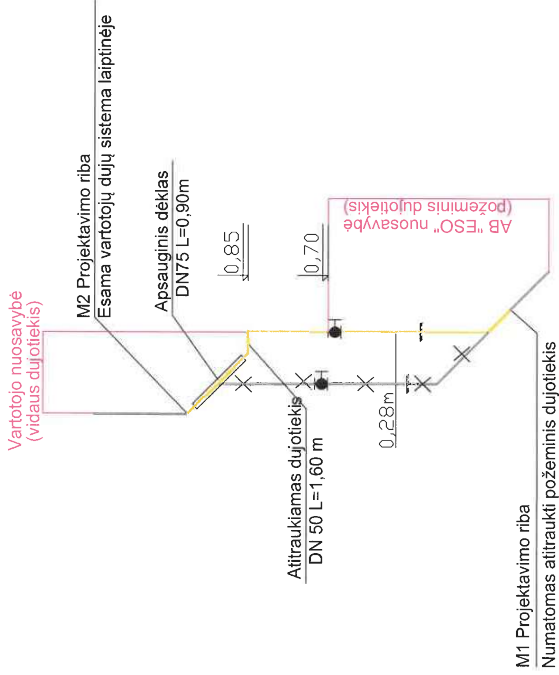 Vartotojo nuosavybė
(vidaus dujotiekis)
M2 Projektavimo riba
Esama vartotojų dujų sistema laiptinėje
Apsauginis dėklas
DN75 L=0,90m
0,85
0,70
AB "ESO" nuosavybė
(požeminis dujotiekis)
Atitraukiamas dujotiekis
DN 50 L=1,60 m
0,28m
M1 Projektavimo riba
Numatomas atitraukti požeminis dujotiekis